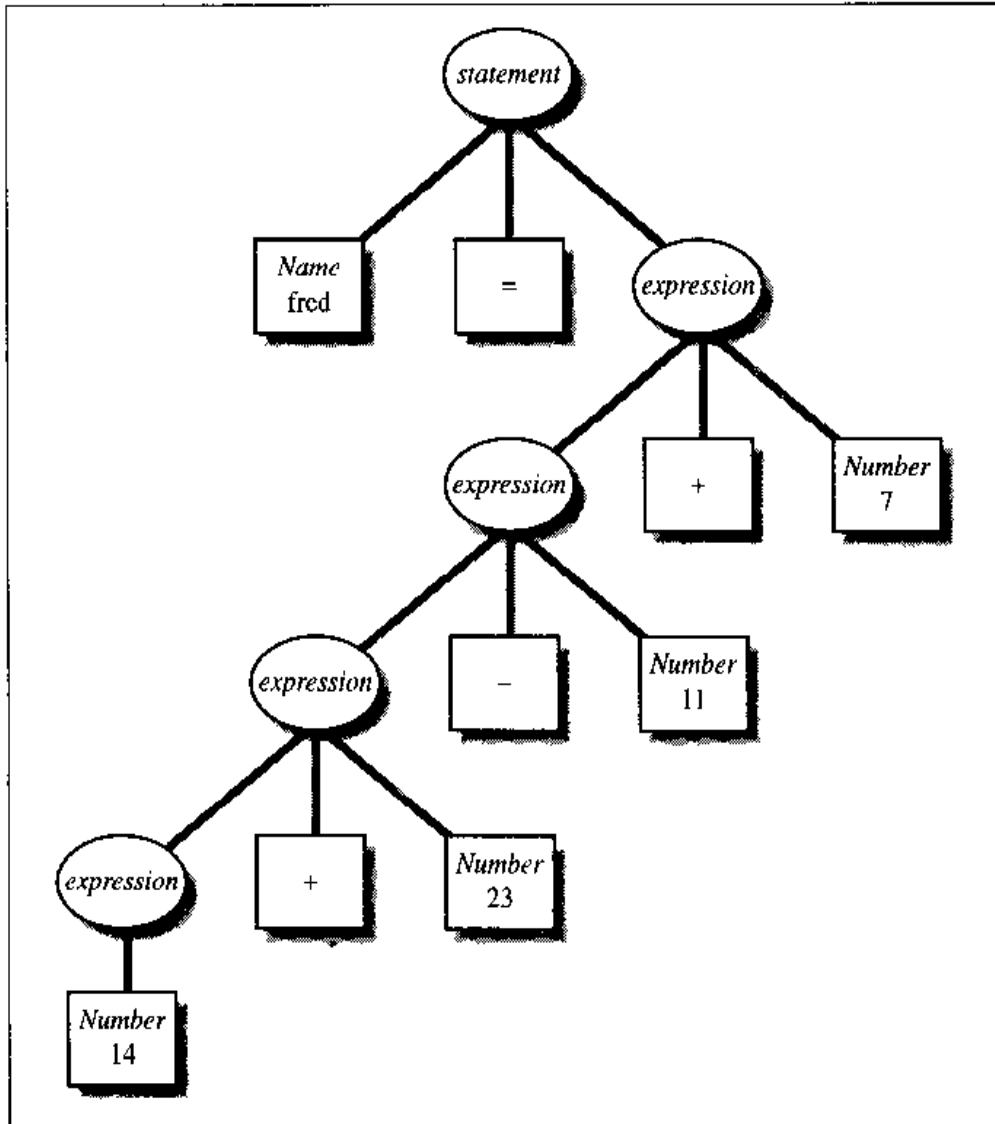 statement
Name
fred
=
expression
expression
+
Number
7
expression
–
Number
11
expression
+
Number
23
Number
14